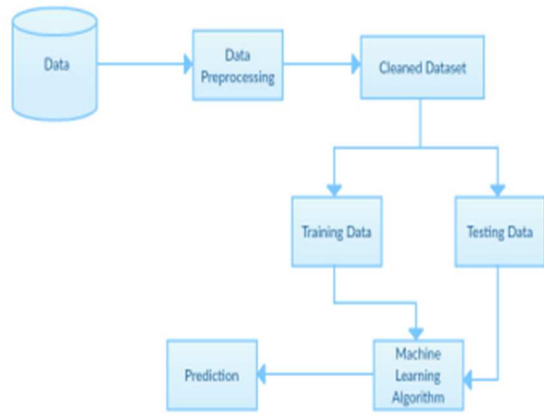 Data
Data
Preprocessing
Cleaned Dataset
Training Data
Testing Data
Machine
Learning
Algorithm
Prediction